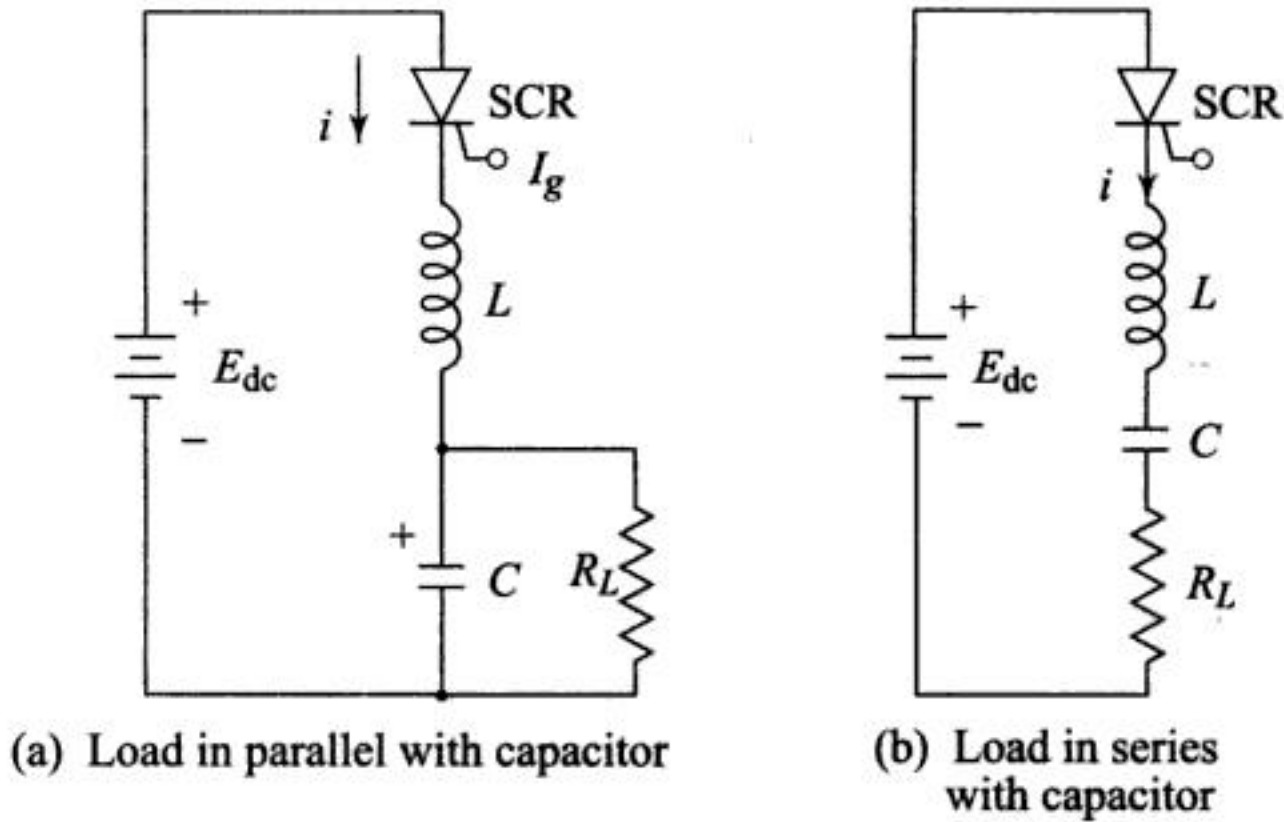 SCR
i
I_g
L
+
E_dc
−
+
C
R_L
(a) Load in parallel with capacitor
SCR
i
L
+
E_dc
−
C
R_L
(b) Load in series
with capacitor